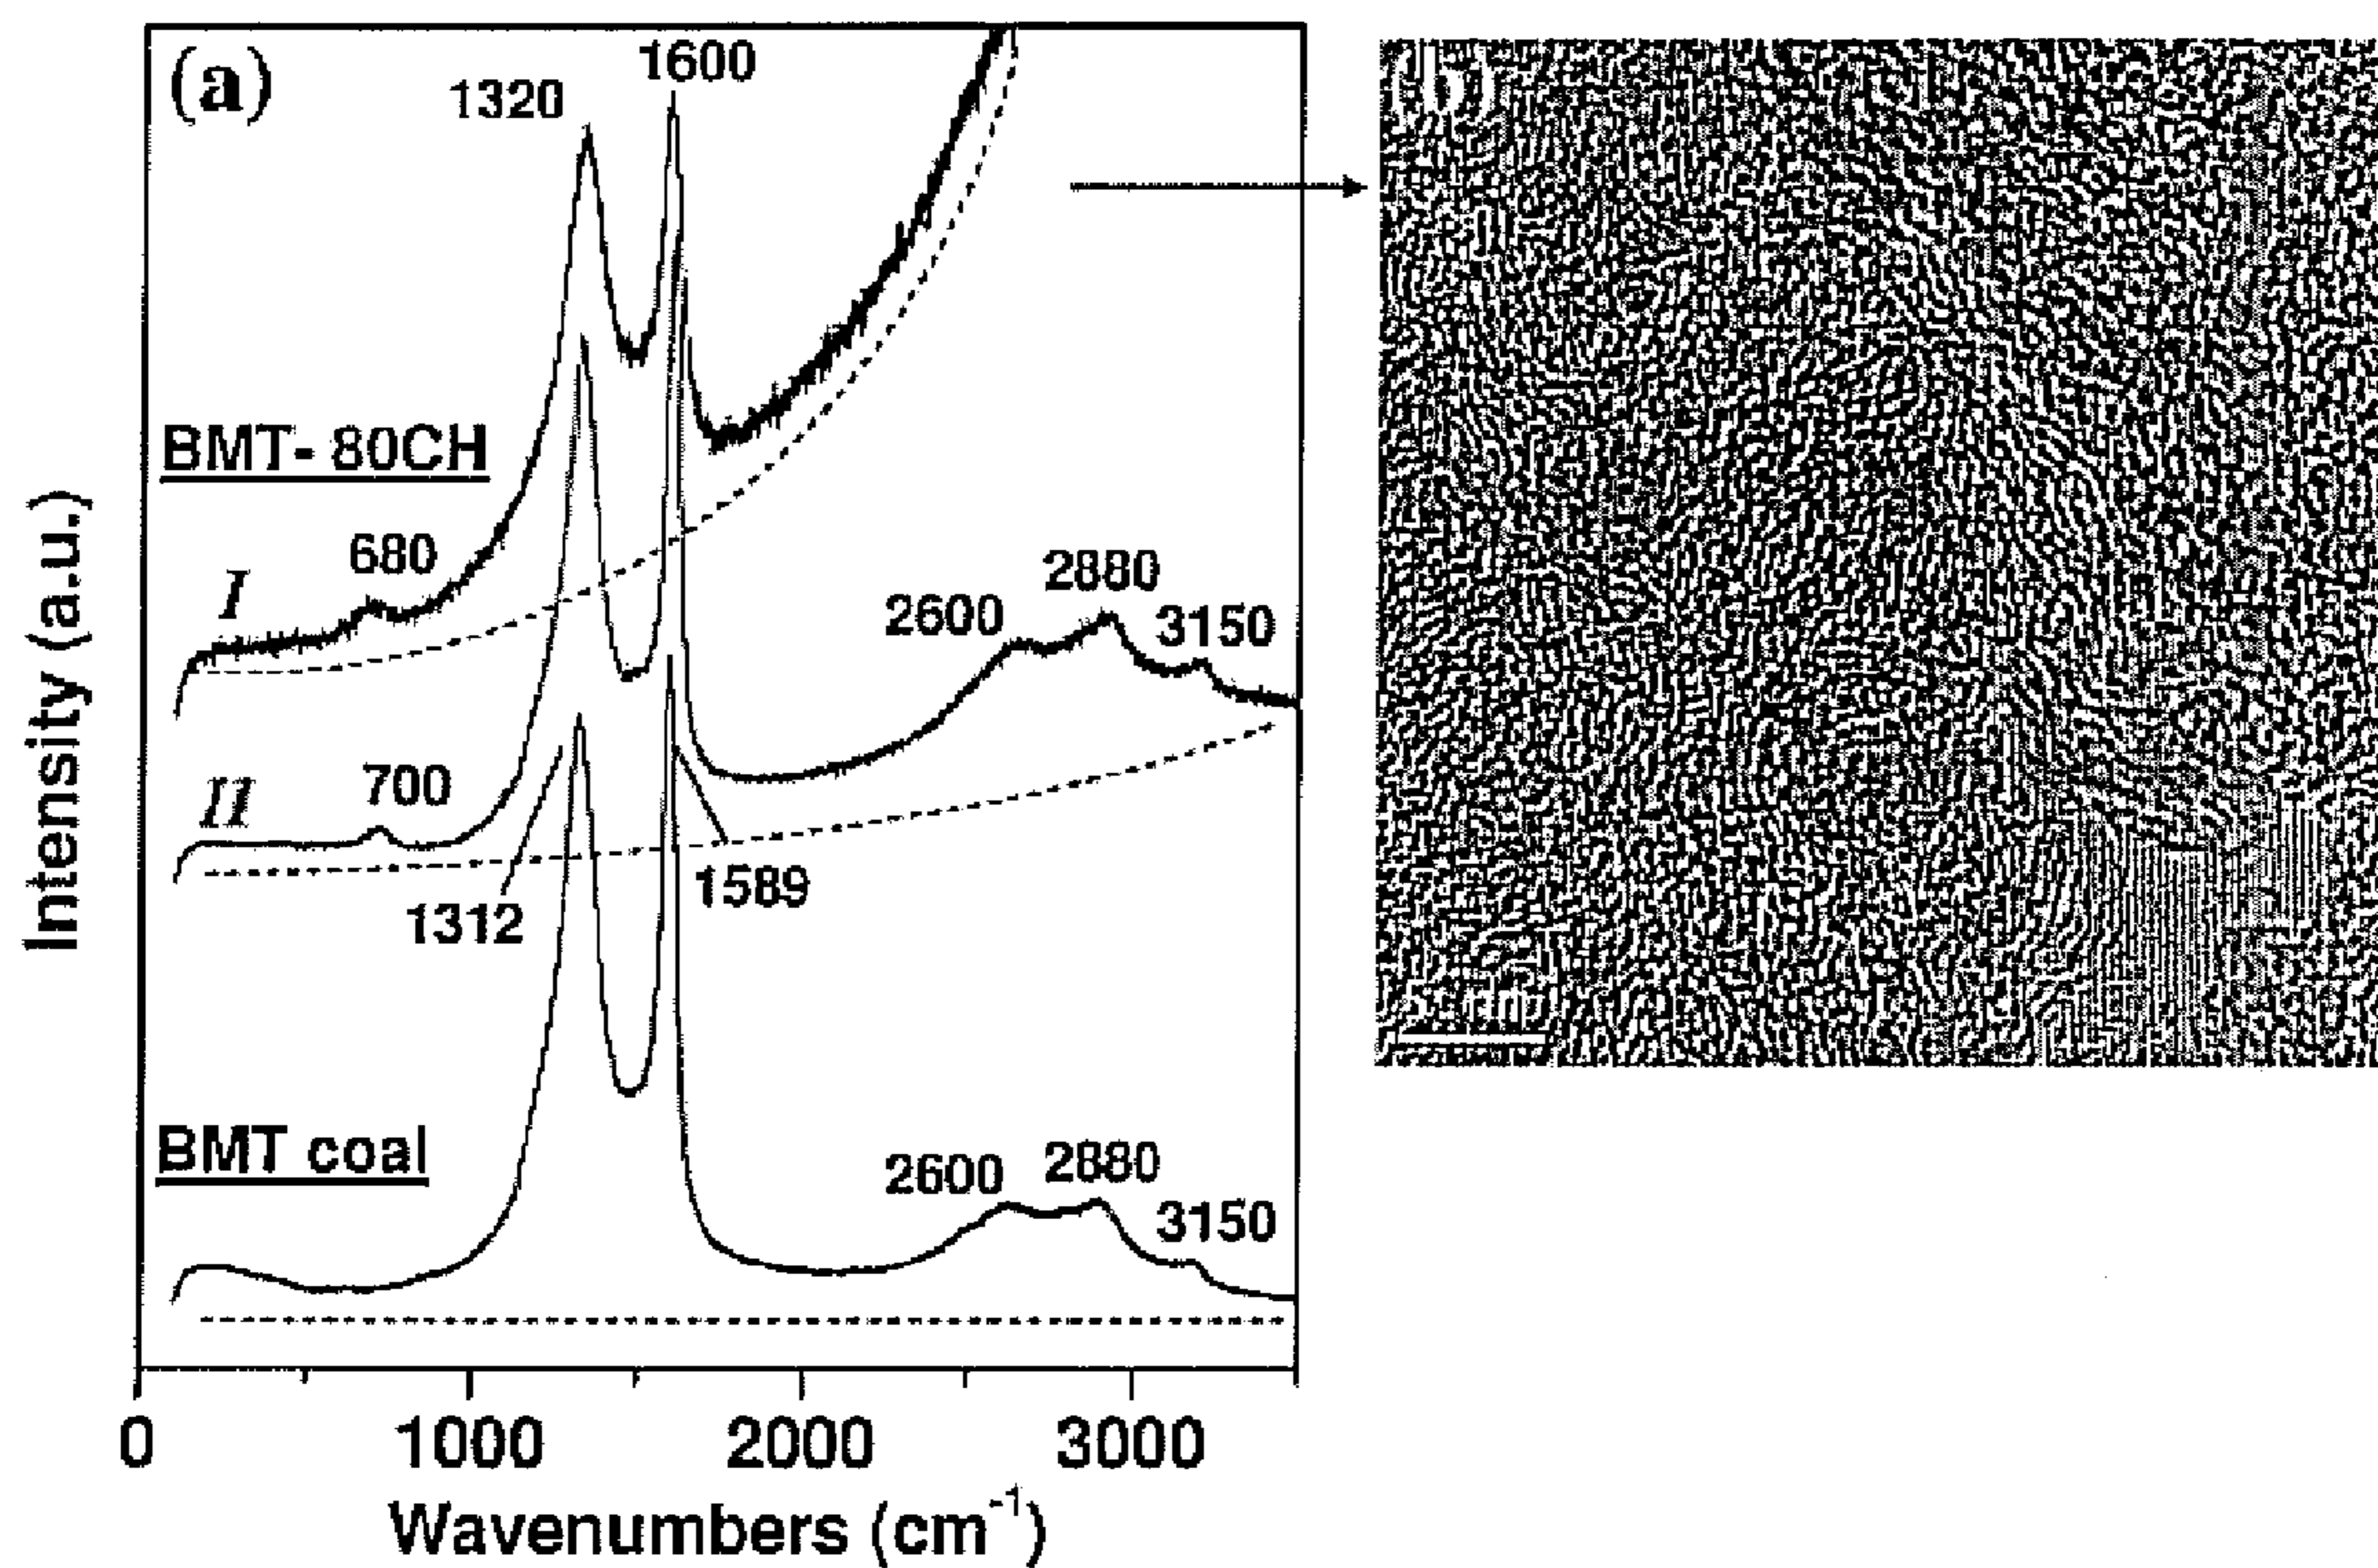 (a)
1600
1320
BMT- 80CH
I
680
2600
2880
3150
II
700
1312
1589
BMT coal
2600
2880
3150
0
1000
2000
3000
Wavenumbers (cm⁻¹)
Intensity (a.u.)